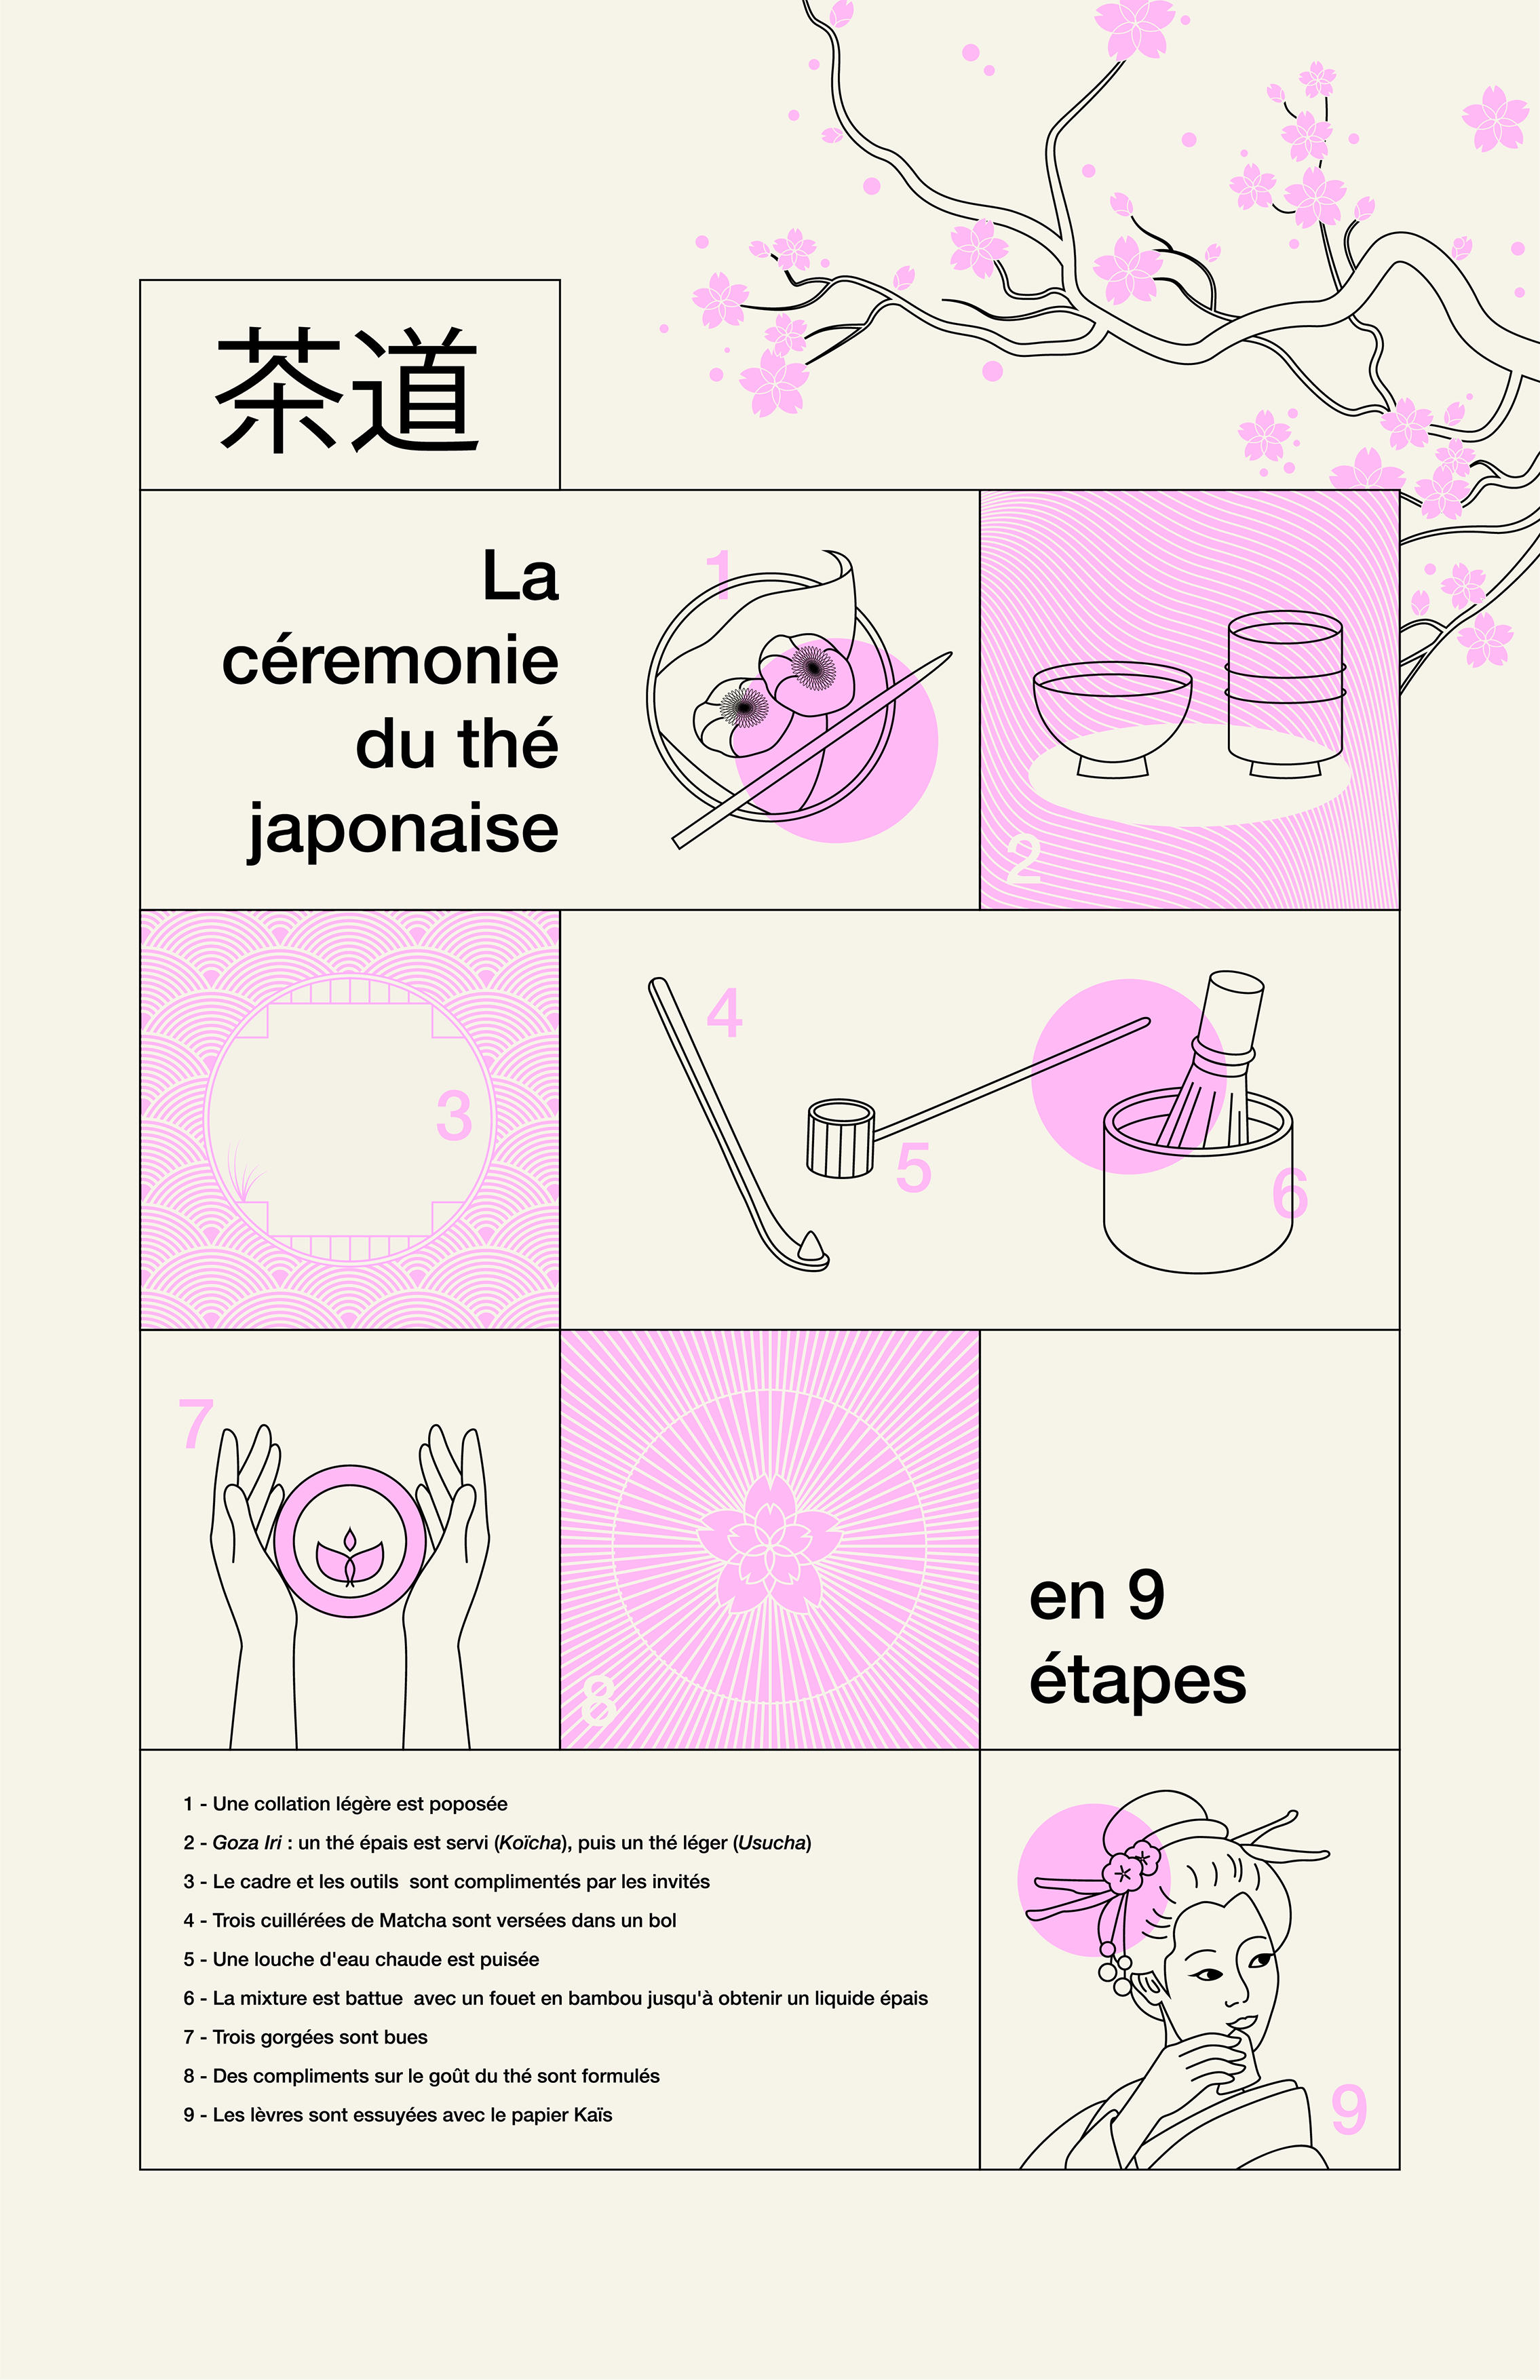 茶道
La
céremonie
du thé
japonaise
1
2
3
4
5
6
7
8
en 9
étapes
1 - Une collation légère est poposée
2 - Goza Iri : un thé épais est servi (Koïcha), puis un thé léger (Usucha)
3 - Le cadre et les outils  sont complimentés par les invités
4 - Trois cuillérées de Matcha sont versées dans un bol
5 - Une louche d'eau chaude est puisée
6 - La mixture est battue  avec un fouet en bambou jusqu'à obtenir un liquide épais
7 - Trois gorgées sont bues
8 - Des compliments sur le goût du thé sont formulés
9 - Les lèvres sont essuyées avec le papier Kaïs
9